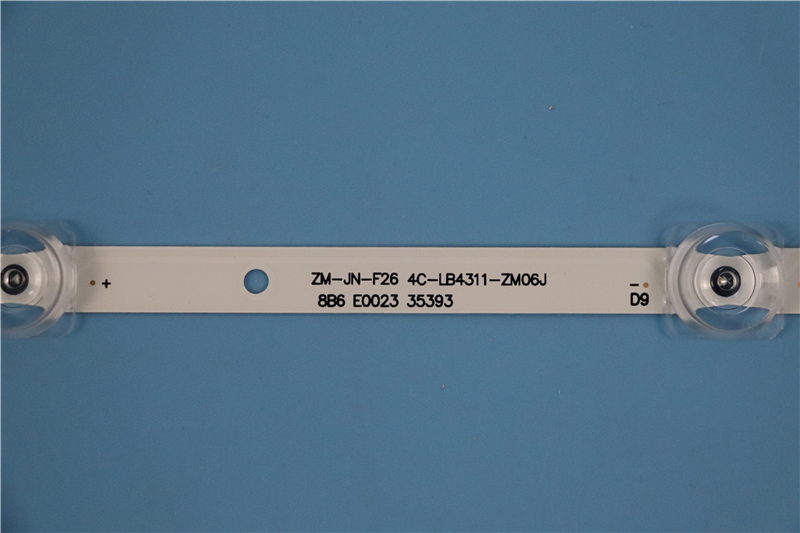 ZM-JN-F26 4C-LB4311-ZM06J
8B6 E0023 35393
+
-
D9